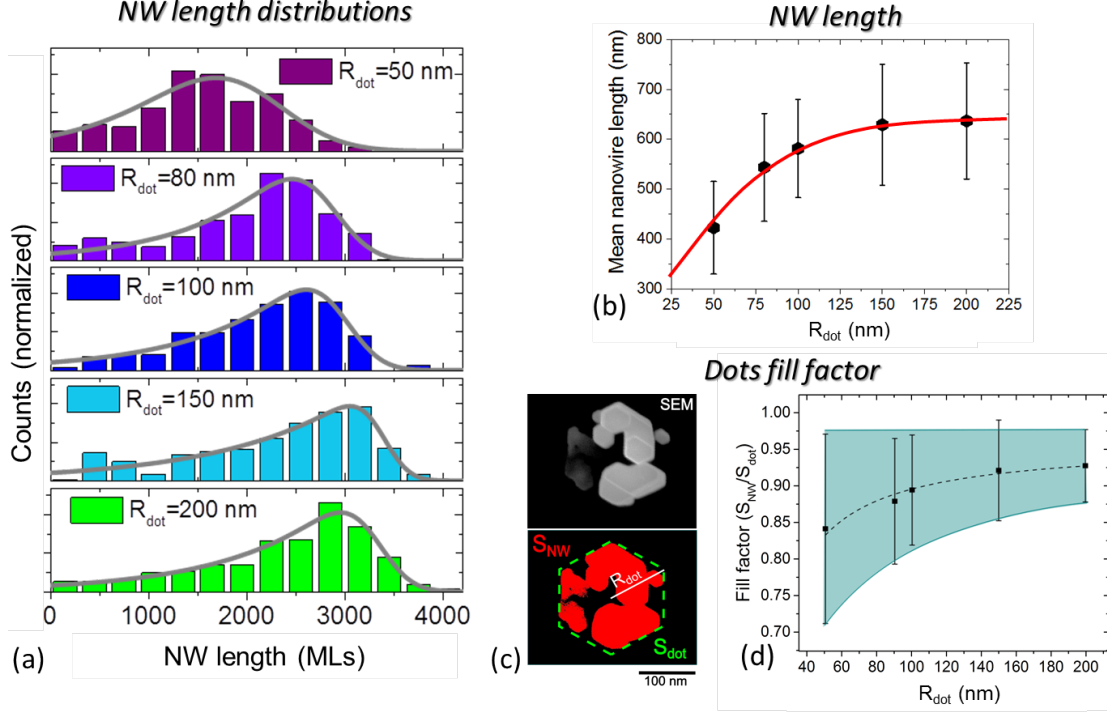 NW length distributions
Counts (normalized)
R_dot=50 nm
R_dot=80 nm
R_dot=100 nm
R_dot=150 nm
R_dot=200 nm
0 1000 2000 3000 4000
NW length (MLs)
(a)
NW length
Mean nanowire length (nm)
800
700
600
500
400
300
25 50 75 100 125 150 175 200 225
R_dot (nm)
(b)
Dots fill factor
SEM
S_NW
R_dot
S_dot
100 nm
(c)
Fill factor (S_NW/S_dot)
1.00
0.95
0.90
0.85
0.80
0.75
0.70
40 60 80 100 120 140 160 180 200
R_dot (nm)
(d)